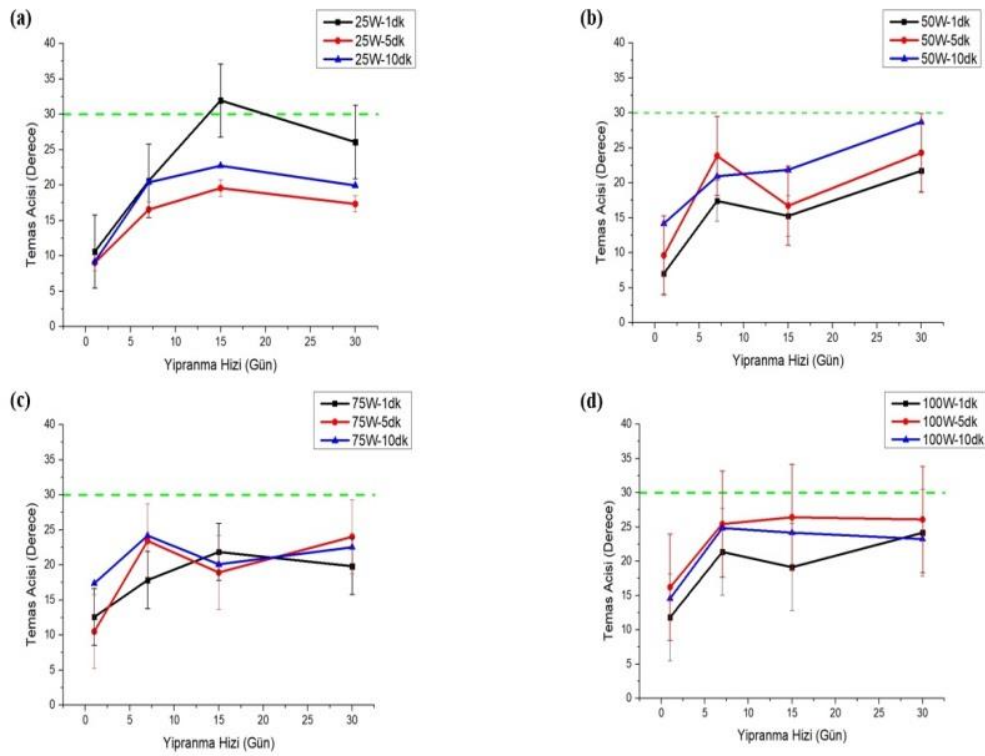 (a)
25W-1dk
25W-5dk
25W-10dk
Temas Acisi (Derece)
40
35
30
25
20
15
10
5
0
0 5 10 15 20 25 30
Yipranma Hizi (Gün)
(b)
50W-1dk
50W-5dk
50W-10dk
Temas Acisi (Derece)
40
35
30
25
20
15
10
5
0
0 5 10 15 20 25 30
Yipranma Hizi (Gün)
(c)
75W-1dk
75W-5dk
75W-10dk
Temas Acisi (Derece)
40
35
30
25
20
15
10
5
0
0 5 10 15 20 25 30
Yipranma Hizi (Gün)
(d)
100W-1dk
100W-5dk
100W-10dk
Temas Acisi (Derece)
40
35
30
25
20
15
10
5
0
0 5 10 15 20 25 30
Yipranma Hizi (Gün)